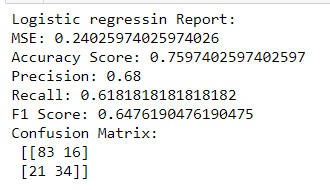 Logistic regressin Report:
MSE: 0.24025974025974026
Accuracy Score: 0.7597402597402597
Precision: 0.68
Recall: 0.6181818181818182
F1 Score: 0.6476190476190475
Confusion Matrix:
[[83 16]
[21 34]]